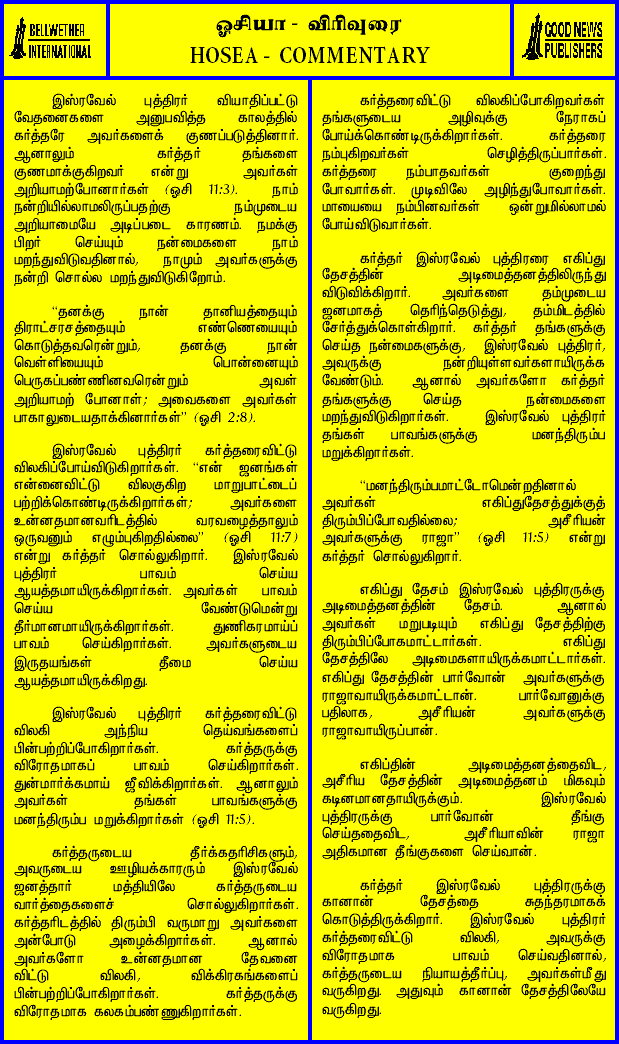 BELLWETHER
INTERNATIONAL
ஓசியா - விரிவுரை
HOSEA - COMMENTARY
GOOD NEWS
PUBLISHERS
இஸ்ரவேல் புத்திரர் வியாதிப்பட்டு
வேதனைகளை அனுபவித்த காலத்தில்
கர்த்தரே அவர்களைக் குணப்படுத்தினார்.
ஆனாலும் கர்த்தர் தங்களை
குணமாக்குகிறவர் என்று அவர்கள்
அறியாமற்போனார்கள் (ஓசி 11:3). நாம்
நன்றியில்லாமலிருப்பதற்கு நம்முடைய
அறியாமையே அடிப்படை காரணம். நமக்கு
பிறர் செய்யும் நன்மைகளை நாம்
மறந்துவிடுவதினால், நாமும் அவர்களுக்கு
நன்றி சொல்ல மறந்துவிடுகிறோம்.
“தனக்கு நான் தானியத்தையும்
திராட்சரசத்தையும் எண்ணெயையும்
கொடுத்தவரென்றும், தனக்கு நான்
வெள்ளியையும் பொன்னையும்
பெருகப்பண்ணினவரென்றும் அவள்
அறியாமற் போனாள்; அவைகளை அவர்கள்
பாகாலுடையதாக்கினார்கள்” (ஓசி 2:8).
இஸ்ரவேல் புத்திரர் கர்த்தரைவிட்டு
விலகிப்போய்விடுகிறார்கள். “என் ஜனங்கள்
என்னைவிட்டு விலகுகிற மாறுபாட்டைப்
பற்றிக்கொண்டிருக்கிறார்கள்; அவர்களை
உன்னதமானவரிடத்தில் வரவழைத்தாலும்
ஒருவனும் எழும்புகிறதில்லை” (ஓசி 11:7)
என்று கர்த்தர் சொல்லுகிறார். இஸ்ரவேல்
புத்திரர் பாவம் செய்ய
ஆயத்தமாயிருக்கிறார்கள். அவர்கள் பாவம்
செய்ய வேண்டுமென்று
தீர்மானமாயிருக்கிறார்கள். துணிகரமாய்ப்
பாவம் செய்கிறார்கள். அவர்களுடைய
இருதயங்கள் தீமை செய்ய
ஆயத்தமாயிருக்கிறது.
இஸ்ரவேல் புத்திரர் கர்த்தரைவிட்டு
விலகி அந்நிய தெய்வங்களைப்
பின்பற்றிப்போகிறார்கள். கர்த்தருக்கு
விரோதமாகப் பாவம் செய்கிறார்கள்.
துன்மார்க்கமாய் ஜீவிக்கிறார்கள். ஆனாலும்
அவர்கள் தங்கள் பாவங்களுக்கு
மனந்திரும்ப மறுக்கிறார்கள் (ஓசி 11:5).
கர்த்தருடைய தீர்க்கதரிசிகளும்,
அவருடைய ஊழியக்காரரும் இஸ்ரவேல்
ஜனத்தார் மத்தியிலே கர்த்தருடைய
வார்த்தைகளைச் சொல்லுகிறார்கள்.
கர்த்தரிடத்தில் திரும்பி வருமாறு அவர்களை
அன்போடு அழைக்கிறார்கள். ஆனால்
அவர்களோ உன்னதமான தேவனை
விட்டு விலகி, விக்கிரகங்களைப்
பின்பற்றிப்போகிறார்கள். கர்த்தருக்கு
விரோதமாக கலகம்பண்ணுகிறார்கள்.
கர்த்தரைவிட்டு விலகிப்போகிறவர்கள்
தங்களுடைய அழிவுக்கு நேராகப்
போய்க்கொண்டிருக்கிறார்கள். கர்த்தரை
நம்புகிறவர்கள் செழித்திருப்பார்கள்.
கர்த்தரை நம்பாதவர்கள் குறைந்து
போவார்கள். முடிவிலே அழிந்துபோவார்கள்.
மாயையை நம்பினவர்கள் ஒன்றுமில்லாமல்
போய்விடுவார்கள்.
கர்த்தர் இஸ்ரவேல் புத்திரரை எகிப்து
தேசத்தின் அடிமைத்தனத்திலிருந்து
விடுவிக்கிறார். அவர்களை தம்முடைய
ஜனமாகத் தெரிந்தெடுத்து, தம்மிடத்தில்
சேர்த்துக்கொள்கிறார். கர்த்தர் தங்களுக்கு
செய்த நன்மைகளுக்கு, இஸ்ரவேல் புத்திரர்,
அவருக்கு நன்றியுள்ளவர்களாயிருக்க
வேண்டும். ஆனால் அவர்களோ கர்த்தர்
தங்களுக்கு செய்த நன்மைகளை
மறந்துவிடுகிறார்கள். இஸ்ரவேல் புத்திரர்
தங்கள் பாவங்களுக்கு மனந்திரும்ப
மறுக்கிறார்கள்.
“மனந்திரும்பமாட்டோமென்றதினால்
அவர்கள் எகிப்துதேசத்துக்குத்
திரும்பிப்போவதில்லை; அசீரியன்
அவர்களுக்கு ராஜா” (ஓசி 11:5) என்று
கர்த்தர் சொல்லுகிறார்.
எகிப்து தேசம் இஸ்ரவேல் புத்திரருக்கு
அடிமைத்தனத்தின் தேசம். ஆனால்
அவர்கள் மறுபடியும் எகிப்து தேசத்திற்கு
திரும்பிப்போகமாட்டார்கள். எகிப்து
தேசத்திலே அடிமைகளாயிருக்கமாட்டார்கள்.
எகிப்து தேசத்தின் பார்வோன் அவர்களுக்கு
ராஜாவாயிருக்கமாட்டான். பார்வோனுக்கு
பதிலாக, அசீரியன் அவர்களுக்கு
ராஜாவாயிருப்பான்.
எகிப்தின் அடிமைத்தனத்தைவிட,
அசீரிய தேசத்தின் அடிமைத்தனம் மிகவும்
கடினமானதாயிருக்கும். இஸ்ரவேல்
புத்திரருக்கு பார்வோன் தீங்கு
செய்ததைவிட, அசீரியாவின் ராஜா
அதிகமான தீங்குகளை செய்வான்.
கர்த்தர் இஸ்ரவேல் புத்திரருக்கு
கானான் தேசத்தை சுதந்தரமாகக்
கொடுத்திருக்கிறார். இஸ்ரவேல் புத்திரர்
கர்த்தரைவிட்டு விலகி, அவருக்கு
விரோதமாக பாவம் செய்வதினால்,
கர்த்தருடைய நியாயத்தீர்ப்பு, அவர்கள்மீது
வருகிறது. அதுவும் கானான் தேசத்திலேயே
வருகிறது.